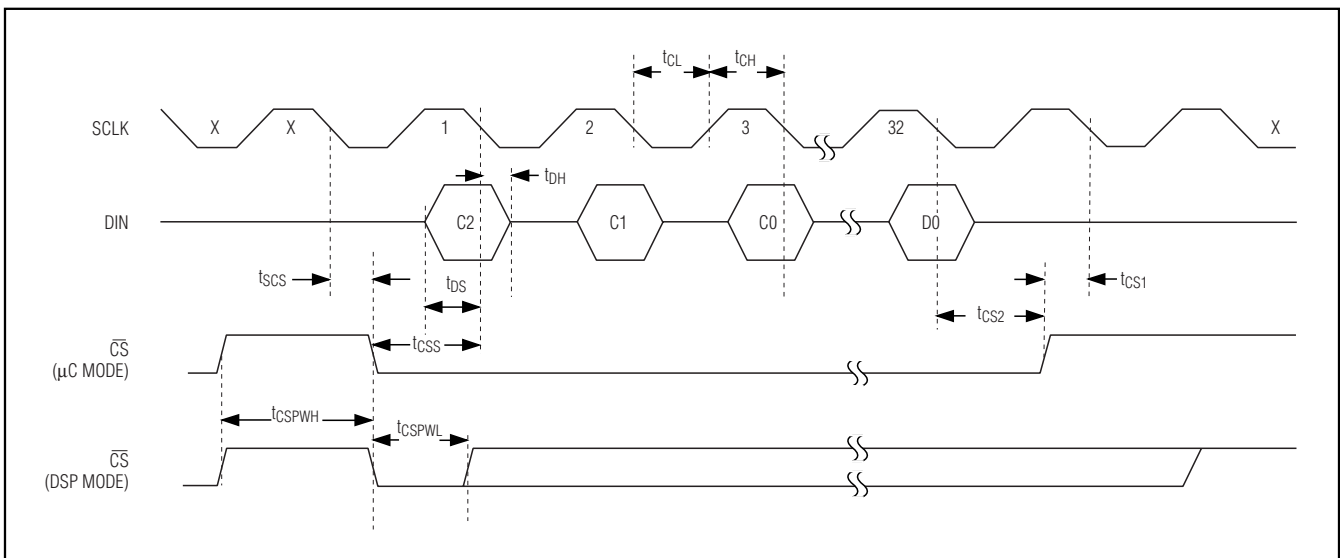 tCL tCH
SCLK X X 1 2 3 32 X
tDH
DIN C2 C1 C0 D0
tSCS tDS tCS1
tCS2
tCSS
CS
(μC MODE)
tCSPWH tCSPWL
CS
(DSP MODE)